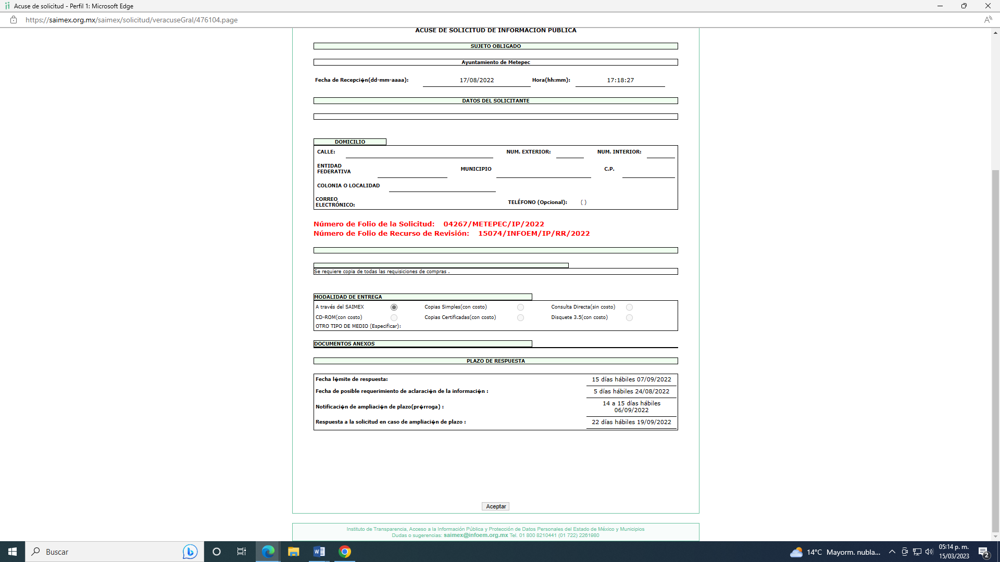 Acuse de solicitud - Perfil 1: Microsoft Edge
https://saimex.org.mx/saimex/solicitud/veracuseGral/476104.page
ACUSE DE SOLICITUD DE INFORMACION PUBLICA
SUJETO OBLIGADO
Ayuntamiento de Metepec
Fecha de Recepci�n(dd-mm-aaaa): 17/08/2022 Hora(hh:mm): 17:18:27
DATOS DEL SOLICITANTE
DOMICILIO
CALLE: NUM. EXTERIOR: NUM. INTERIOR:
ENTIDAD
FEDERATIVA MUNICIPIO C.P.
COLONIA O LOCALIDAD
CORREO
ELECTRÓNICO: TELÉFONO (Opcional): ( )
Número de Folio de la Solicitud: 04267/METEPEC/IP/2022
Número de Folio de Recurso de Revisión: 15074/INFOEM/IP/RR/2022
Se requiere copia de todas las requisiciones de compras .
MODALIDAD DE ENTREGA
A través del SAIMEX Copias Simples(con costo) Consulta Directa(sin costo)
CD-ROM(con costo) Copias Certificadas(con costo) Disquete 3.5(con costo)
OTRO TIPO DE MEDIO (Especificar):
DOCUMENTOS ANEXOS
PLAZO DE RESPUESTA
Fecha l�mite de respuesta: 15 días hábiles 07/09/2022
Fecha de posible requerimiento de aclaraci�n de la informaci�n : 5 días hábiles 24/08/2022
Notificaci�n de ampliaci�n de plazo(pr�rroga) : 14 a 15 días hábiles
06/09/2022
Respuesta a la solicitud en caso de ampliaci�n de plazo : 22 días hábiles 19/09/2022
Aceptar
Instituto de Transparencia, Acceso a la Información Pública y Protección de Datos Personales del Estado de México y Municipios
Dudas o sugerencias: saimex@infoem.org.mx Tel. 01 800 8210441 (01 722) 2261980
Buscar
14°C Mayorm. nubla...
05:14 p. m.
15/03/2023
2